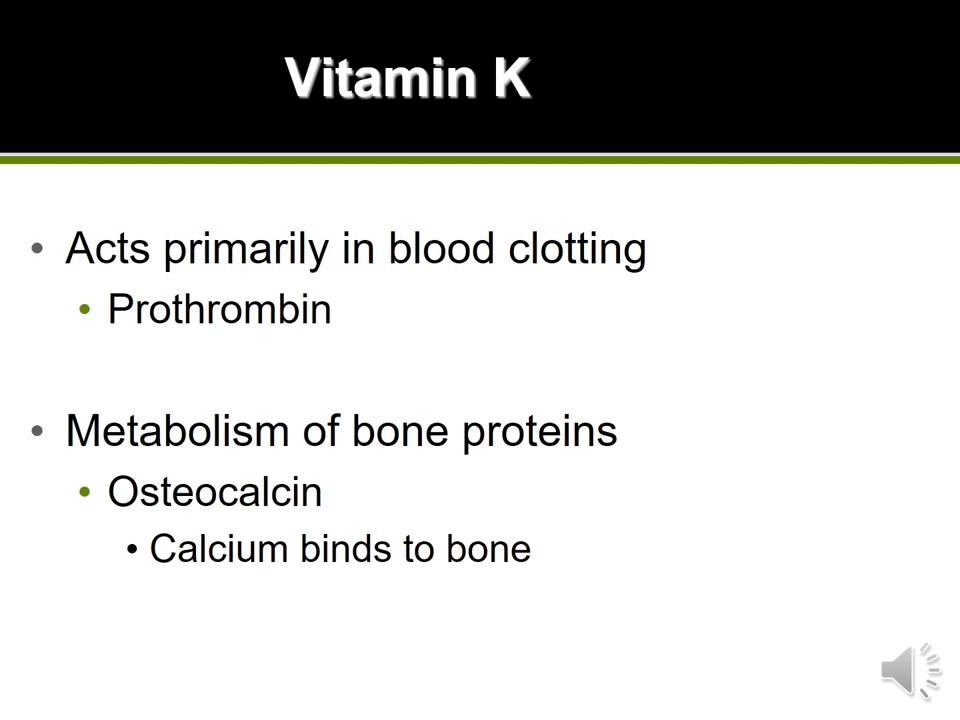 Vitamin K
• Acts primarily in blood clotting
• Prothrombin
• Metabolism of bone proteins
• Osteocalcin
• Calcium binds to bone